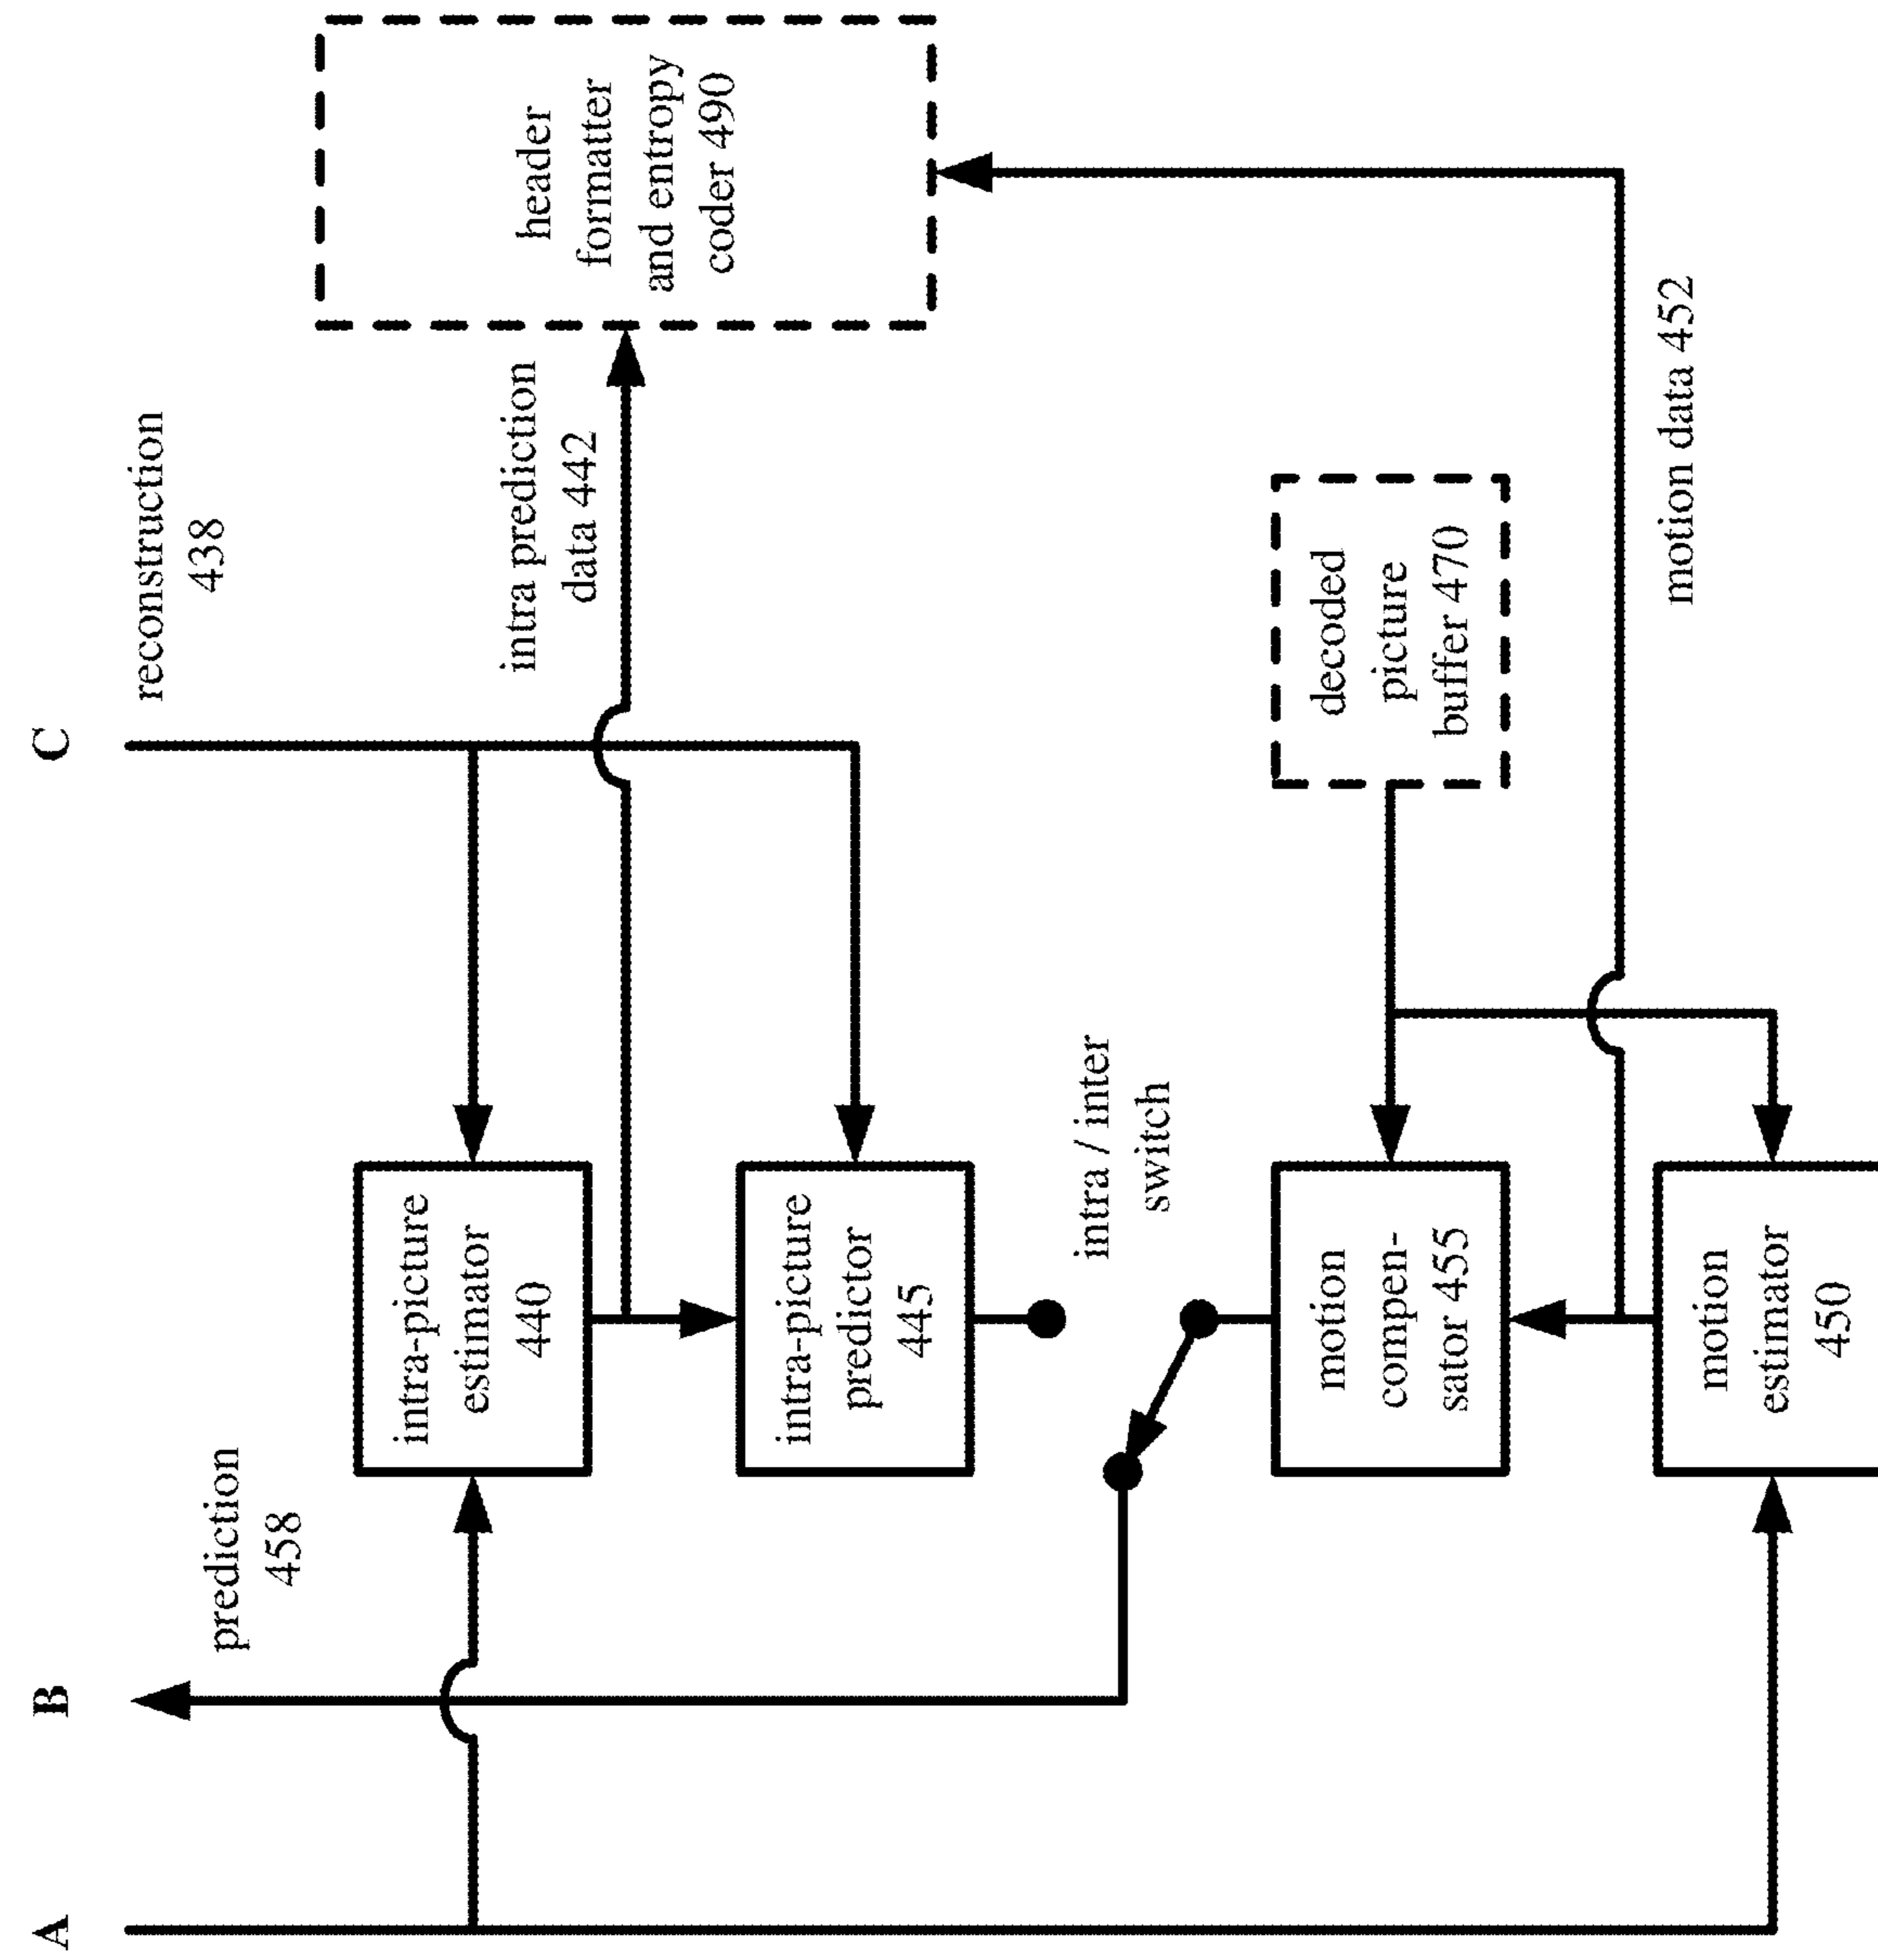 A
B
C
prediction
458
reconstruction
438
intra-picture
estimator
440
intra prediction
data 442
header
formatter
and entropy
coder 490
intra-picture
predictor
445
intra / inter
switch
motion
compen-
sator 455
decoded
picture
buffer 470
motion
estimator
450
motion data 452